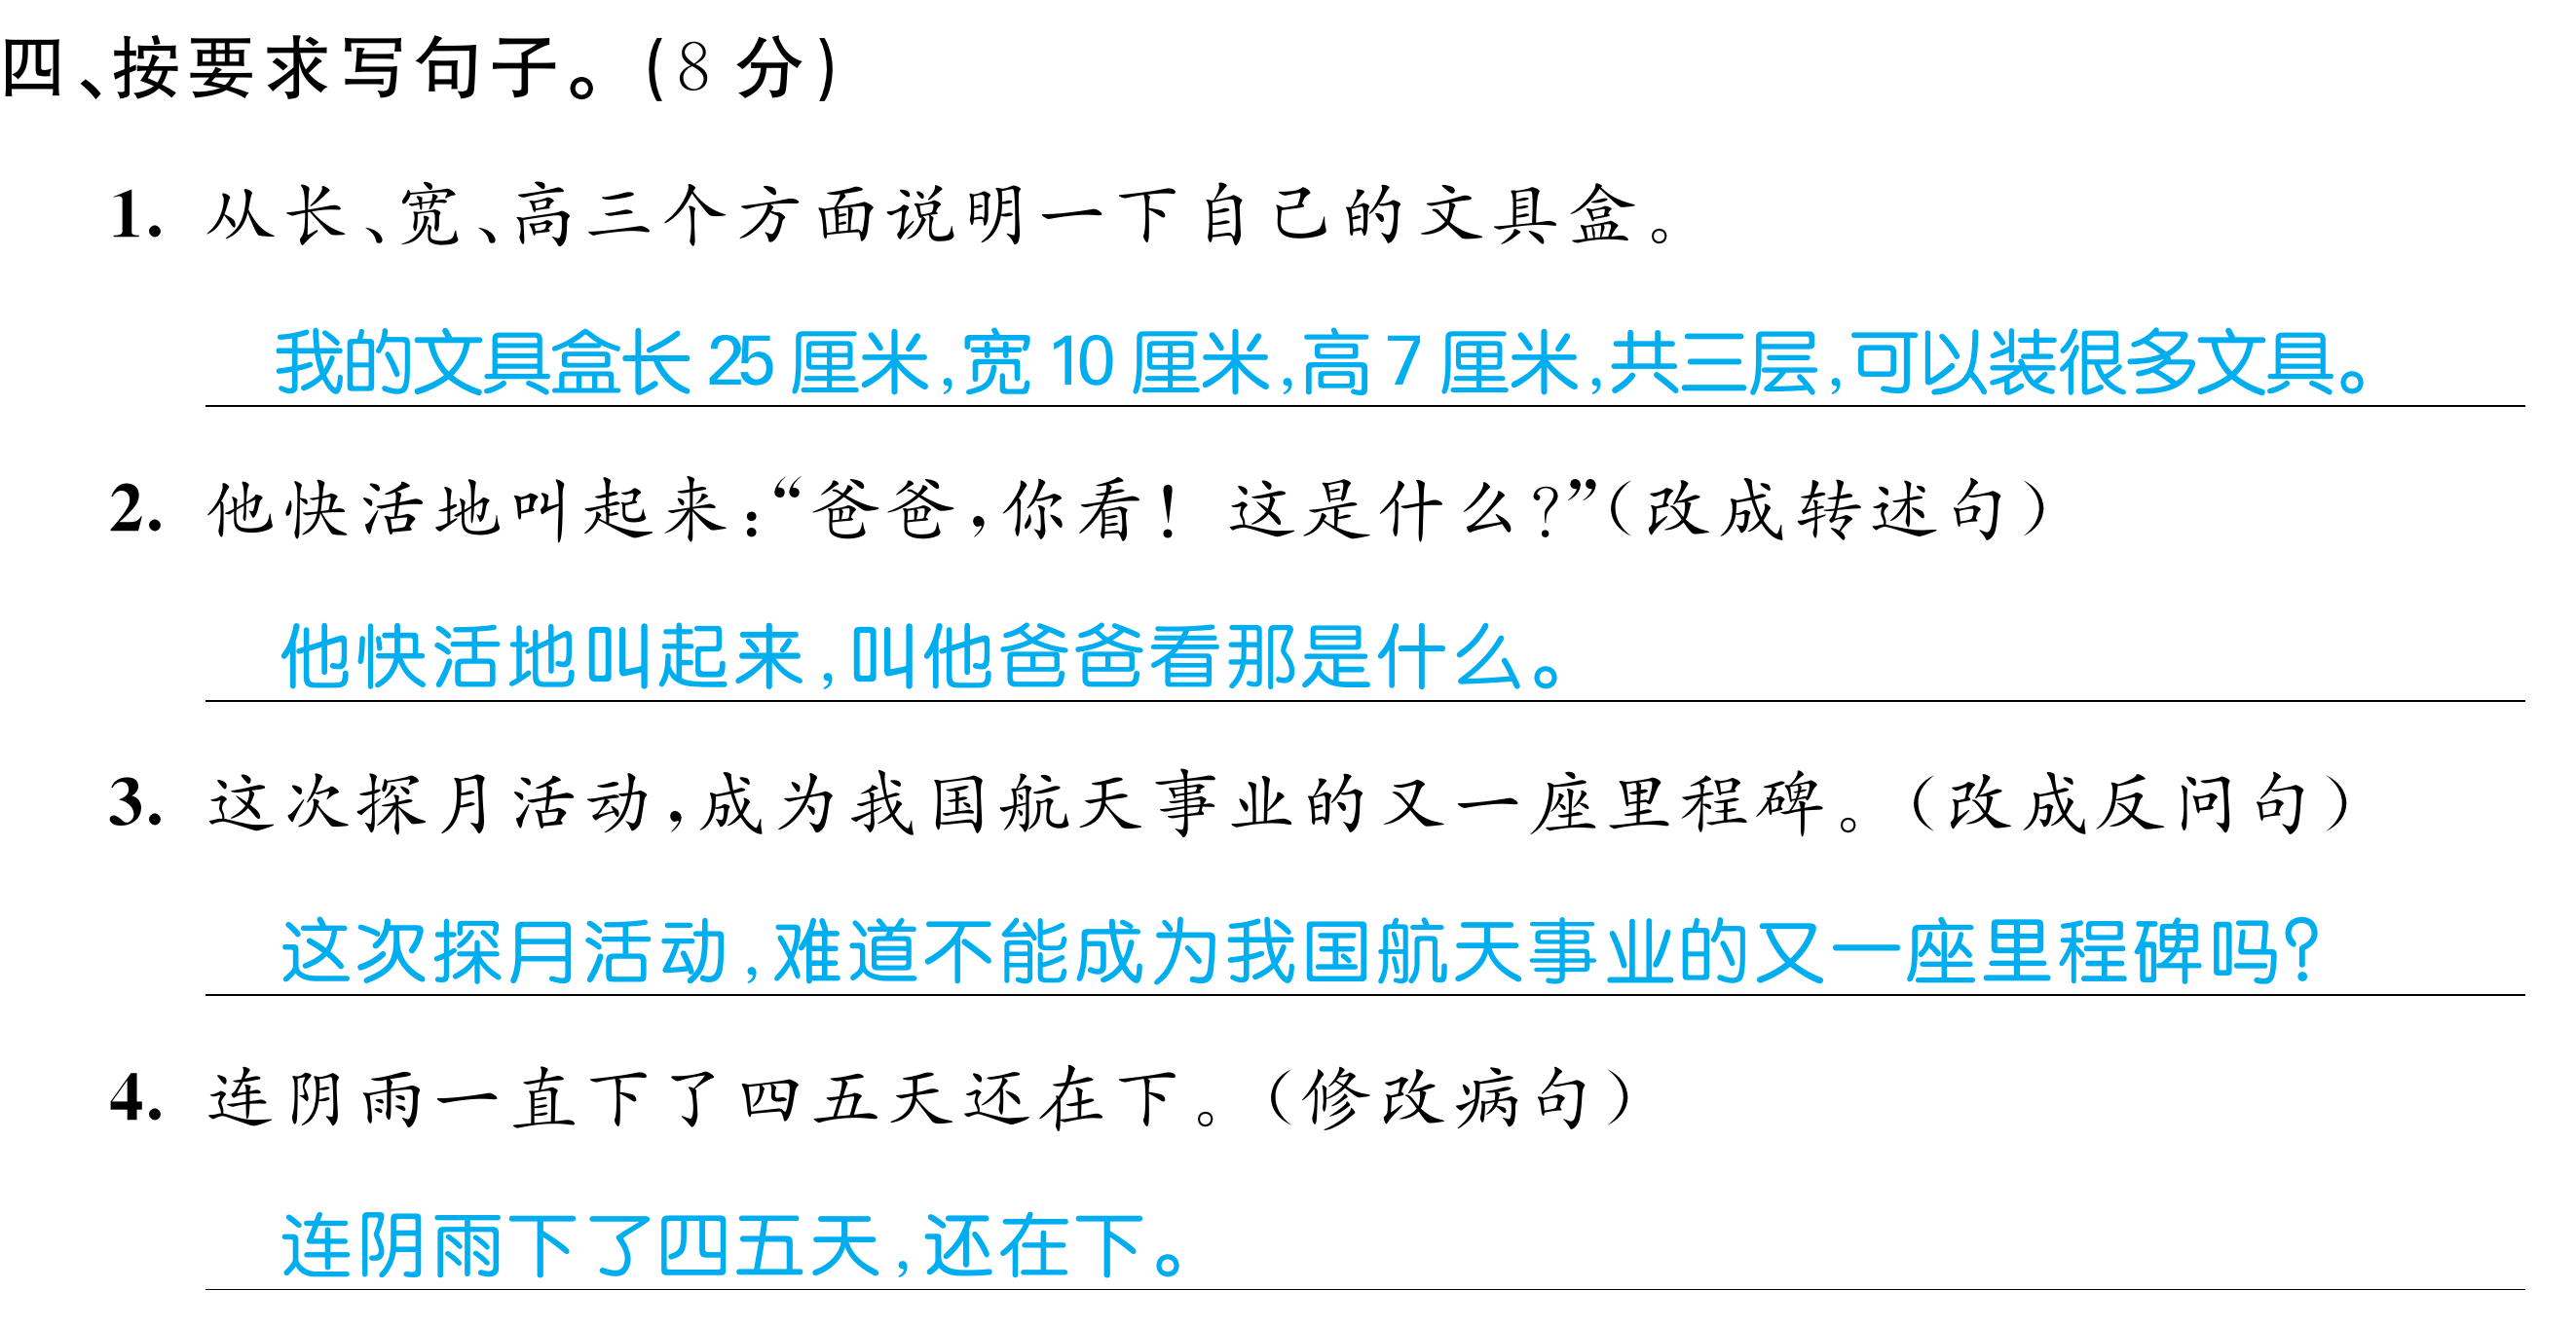 四、按要求写句子。(8 分)
1. 从长、宽、高三个方面说明一下自己的文具盒。
我的文具盒长 25 厘米,宽 10 厘米,高 7 厘米,共三层,可以装很多文具。
2. 他快活地叫起来:“爸爸,你看! 这是什么?”(改成转述句)
他快活地叫起来,叫他爸爸看那是什么。
3. 这次探月活动,成为我国航天事业的又一座里程碑。(改成反问句)
这次探月活动,难道不能成为我国航天事业的又一座里程碑吗?
4. 连阴雨一直下了四五天还在下。(修改病句)
连阴雨下了四五天,还在下。